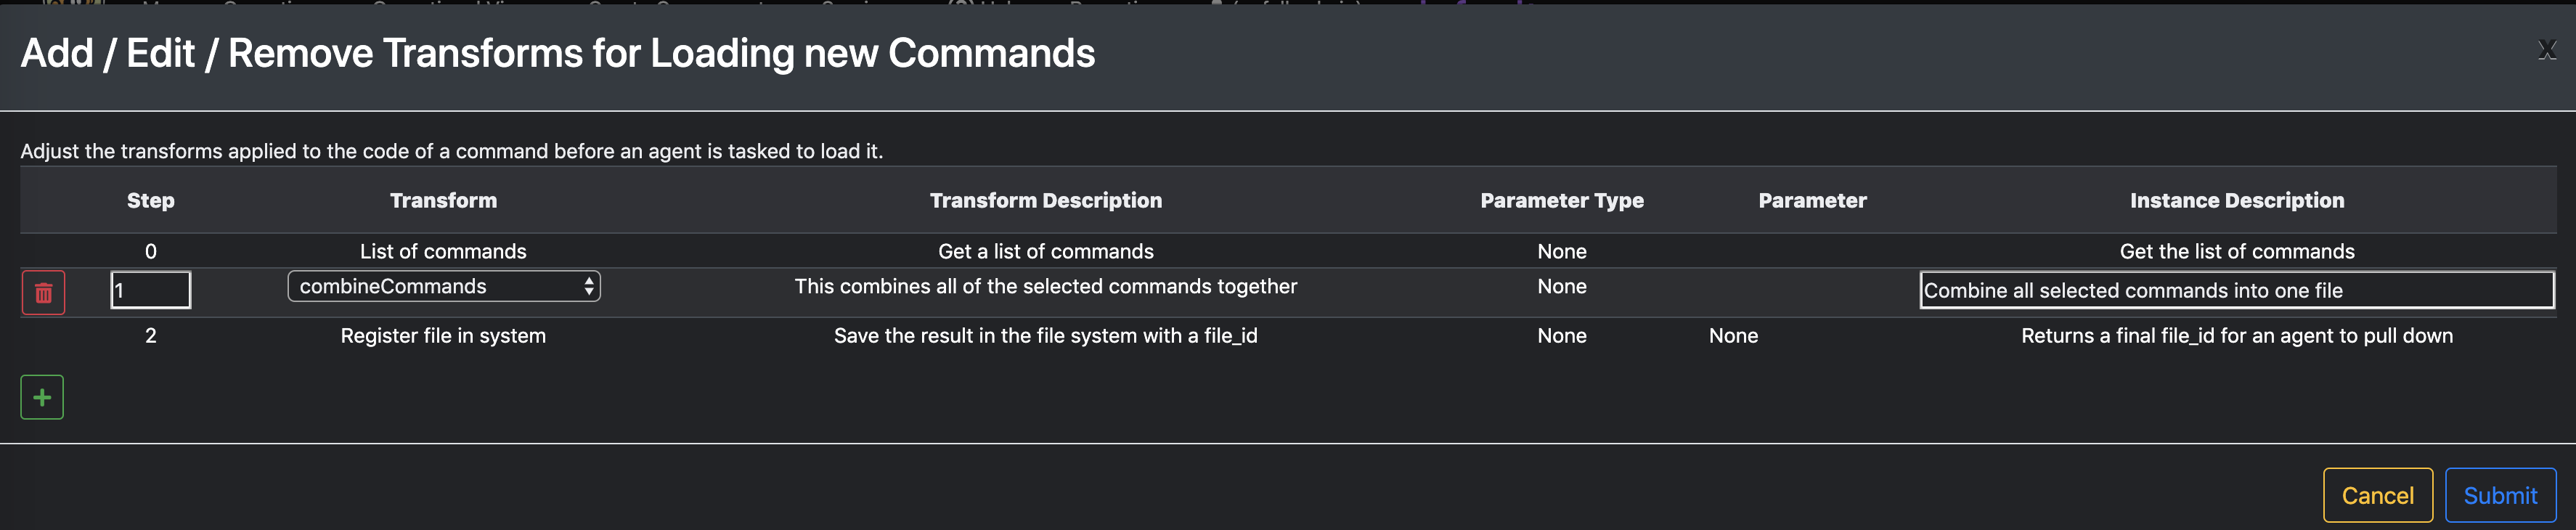 Add / Edit / Remove Transforms for Loading new Commands
X
Adjust the transforms applied to the code of a command before an agent is tasked to load it.
Step Transform Transform Description Parameter Type Parameter Instance Description
0 List of commands Get a list of commands None Get the list of commands
1 combineCommands This combines all of the selected commands together None Combine all selected commands into one file
2 Register file in system Save the result in the file system with a file_id None None Returns a final file_id for an agent to pull down
+
Cancel Submit